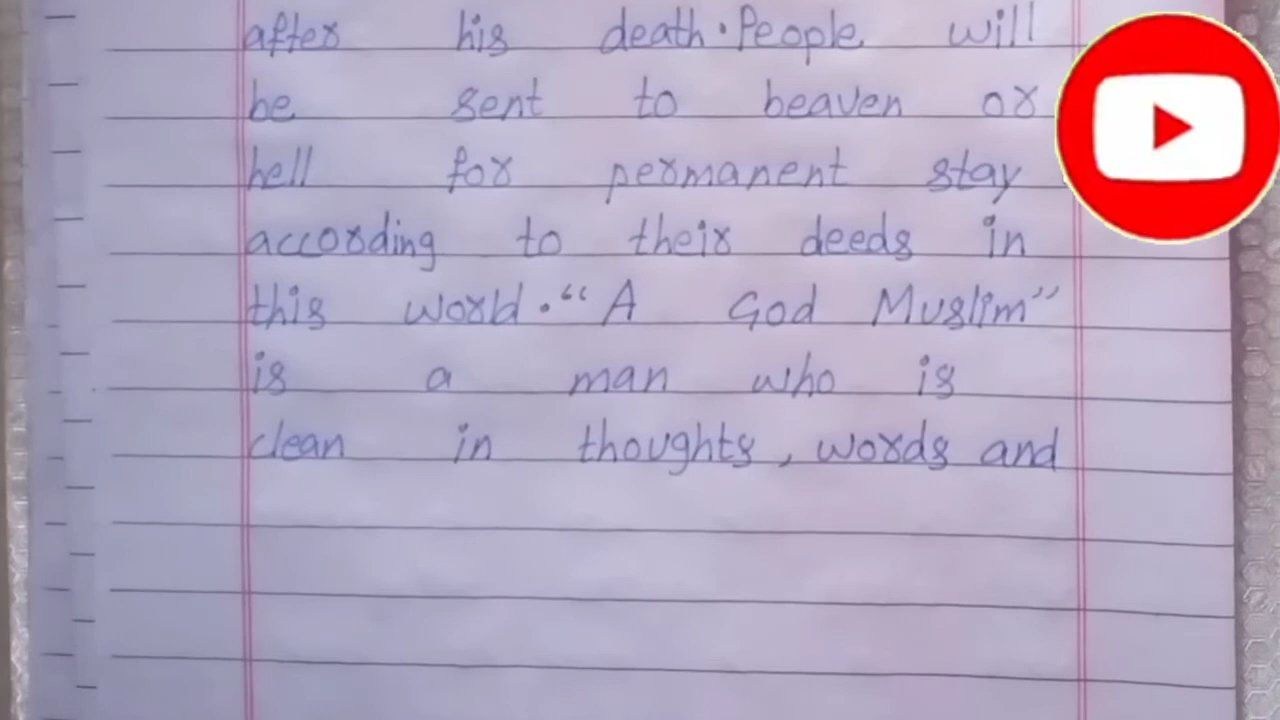 after his death. People will
be sent to beaven or
hell for permanent stay
according to their deeds in
this world. “A God Muslim”
is a man who is
clean in thoughts, words and